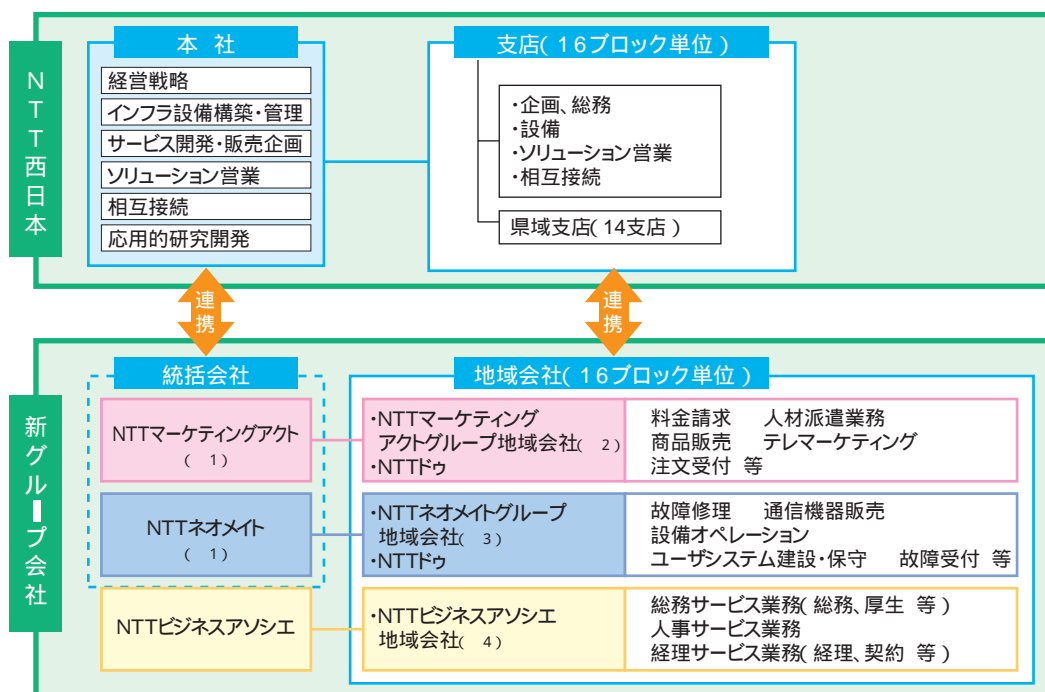 NTT西日本
本 社
経営戦略
インフラ設備構築・管理
サービス開発・販売企画
ソリューション営業
相互接続
応用的研究開発
支店(16ブロック単位)
・企画、総務
・設備
・ソリューション営業
・相互接続
県域支店(14支店)
連携
連携
新グループ会社
統括会社
NTTマーケティングアクト
( 1)
NTTネオメイト
( 1)
NTTビジネスアソシエ
地域会社(16ブロック単位)
・NTTマーケティング
アクトグループ地域会社( 2)
・NTTドゥ
料金請求 人材派遣業務
商品販売 テレマーケティング
注文受付 等
・NTTネオメイトグループ
地域会社( 3)
・NTTドゥ
故障修理 通信機器販売
設備オペレーション
ユーザシステム建設・保守 故障受付 等
・NTTビジネスアソシエ
地域会社( 4)
総務サービス業務(総務、厚生 等)
人事サービス業務
経理サービス業務(経理、契約 等)